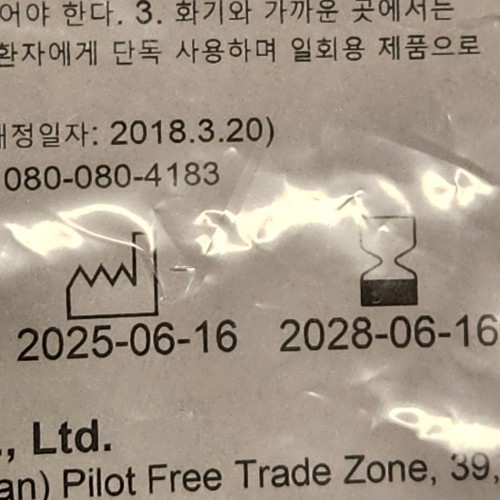 어야 한다. 3. 화기와 가까운 곳에서는
환자에게 단독 사용하며 일회용 제품으로
정일자: 2018.3.20)
080-080-4183
2025-06-16 2028-06-16
., Ltd.
an) Pilot Free Trade Zone, 39,